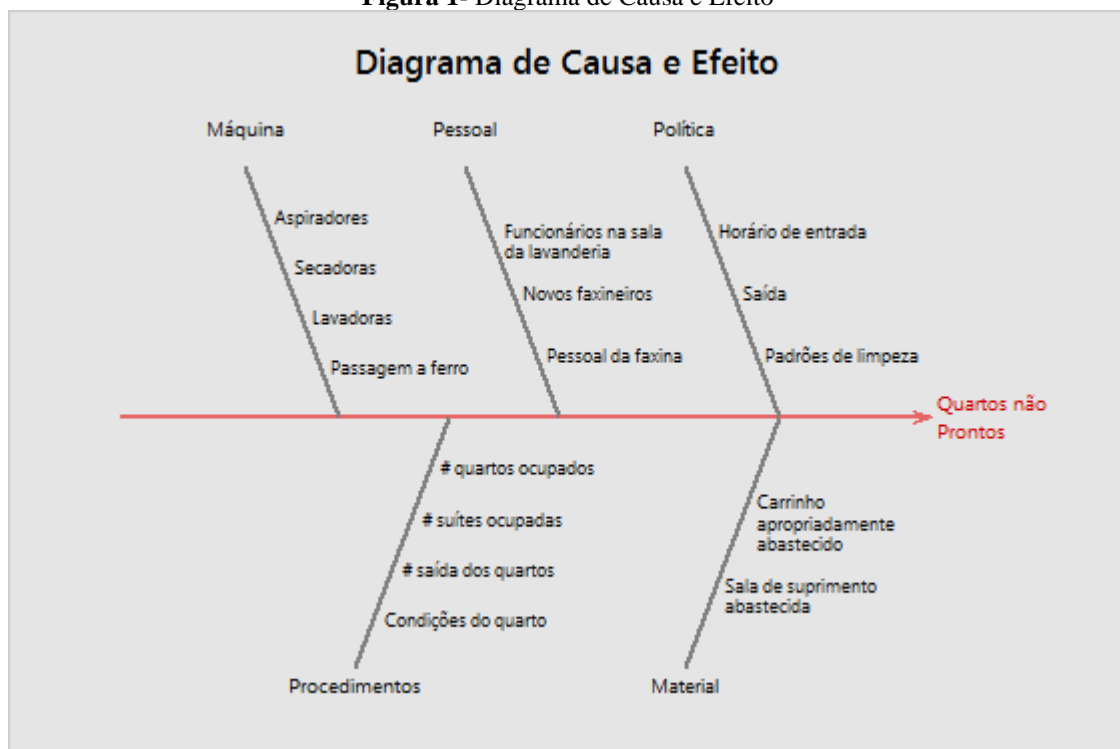 Figura 1- Diagrama de Causa e Efeito
Diagrama de Causa e Efeito
Máquina
Pessoal
Política
Aspiradores
Secadoras
Lavadoras
Passagem a ferro
Funcionários na sala
da lavanderia
Novos faxineiros
Pessoal da faxina
Horário de entrada
Saída
Padrões de limpeza
Quartos não
Prontos
# quartos ocupados
# suítes ocupadas
# saída dos quartos
Condições do quarto
Carrinho
apropriadamente
abastecido
Sala de suprimento
abastecida
Procedimentos
Material